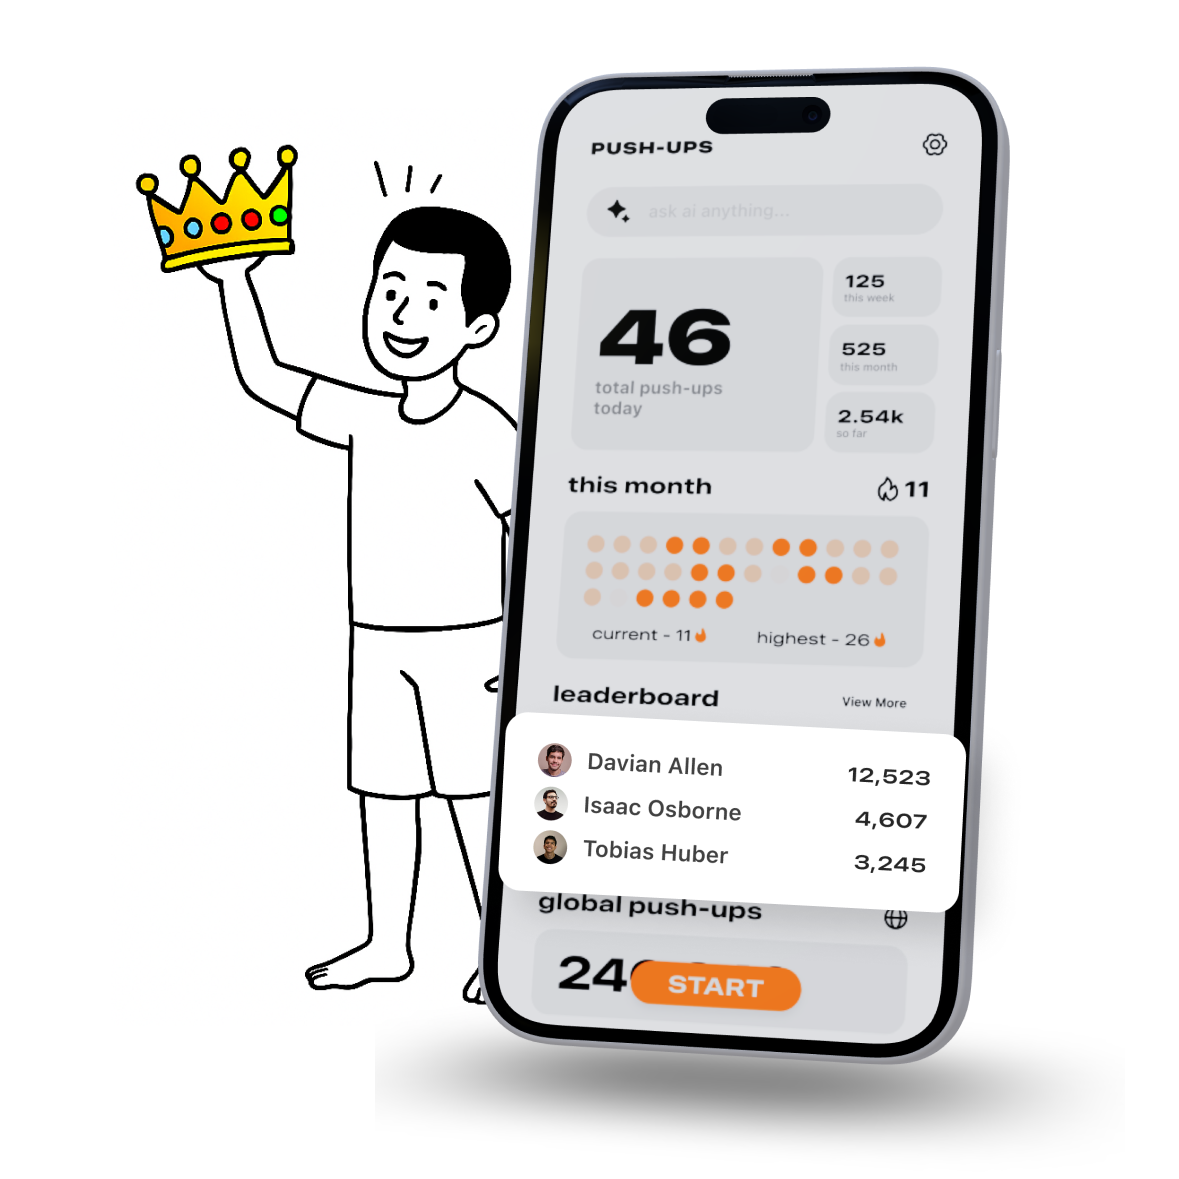 PUSH-UPS
ask ai anything...
46
total push-ups
today
125
this week
525
this month
2.54k
so far
this month
11
current - 11
highest - 26
leaderboard
View More
Davian Allen
12,523
Isaac Osborne
4,607
Tobias Huber
3,245
global push-ups
24
START